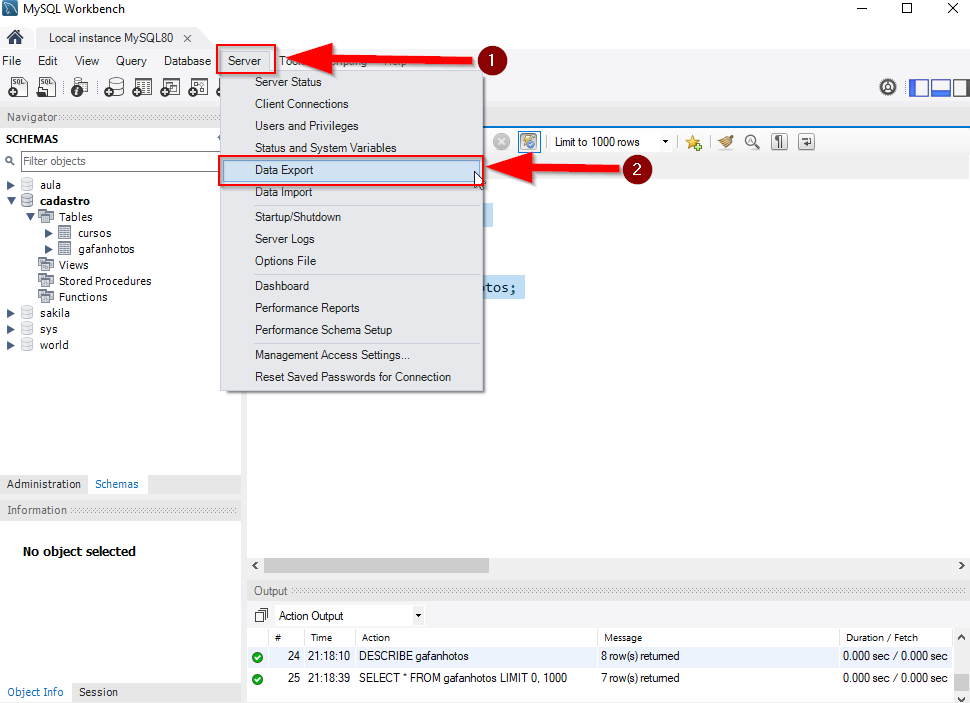 MySQL Workbench
Local instance MySQL80
File Edit View Query Database Server
1
Server Status
Client Connections
Users and Privileges
Status and System Variables
Data Export
2
Data Import
Startup/Shutdown
Server Logs
Options File
Dashboard
Performance Reports
Performance Schema Setup
Management Access Settings...
Reset Saved Passwords for Connection
Navigator
SCHEMAS
Filter objects
aula
cadastro
Tables
cursos
gafanhotos
Views
Stored Procedures
Functions
sakila
sys
world
Limit to 1000 rows
tos;
Administration Schemas
Information
No object selected
Object Info Session
Output
Action Output
# Time Action Message Duration / Fetch
24 21:18:10 DESCRIBE gafanhotos 8 row(s) returned 0.000 sec / 0.000 sec
25 21:18:39 SELECT * FROM gafanhotos LIMIT 0, 1000 7 row(s) returned 0.000 sec / 0.000 sec